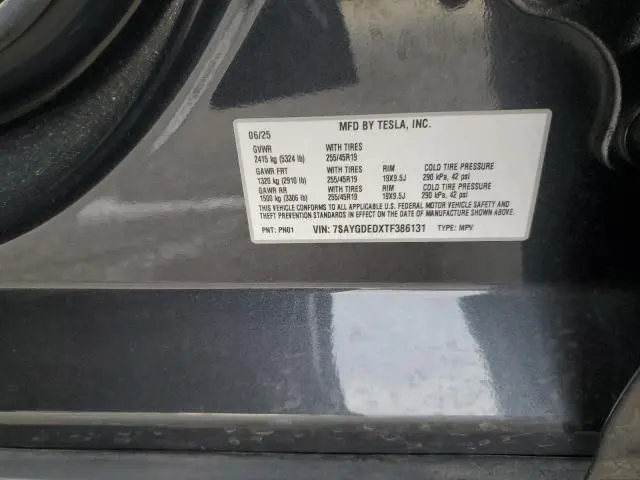 06/25 MFD BY TESLA, INC.
GVWR WITH TIRES
2415 kg (5324 lb) 255/45R19
GAWR FRT WITH TIRES RIM COLD TIRE PRESSURE
1320 kg (2910 lb) 255/45R19 19X9.5J 290 kPa, 42 psi
GAWR RR WITH TIRES RIM COLD TIRE PRESSURE
1500 kg (3306 lb) 255/45R19 19X9.5J 290 kPa, 42 psi
THIS VEHICLE CONFORMS TO ALL APPLICABLE U.S. FEDERAL MOTOR VEHICLE SAFETY AND
THEFT PREVENTION STANDARDS IN EFFECT ON THE DATE OF MANUFACTURE SHOWN ABOVE.
PNT: PN01 VIN: 7SAYGDEDXTF386131 TYPE: MPV